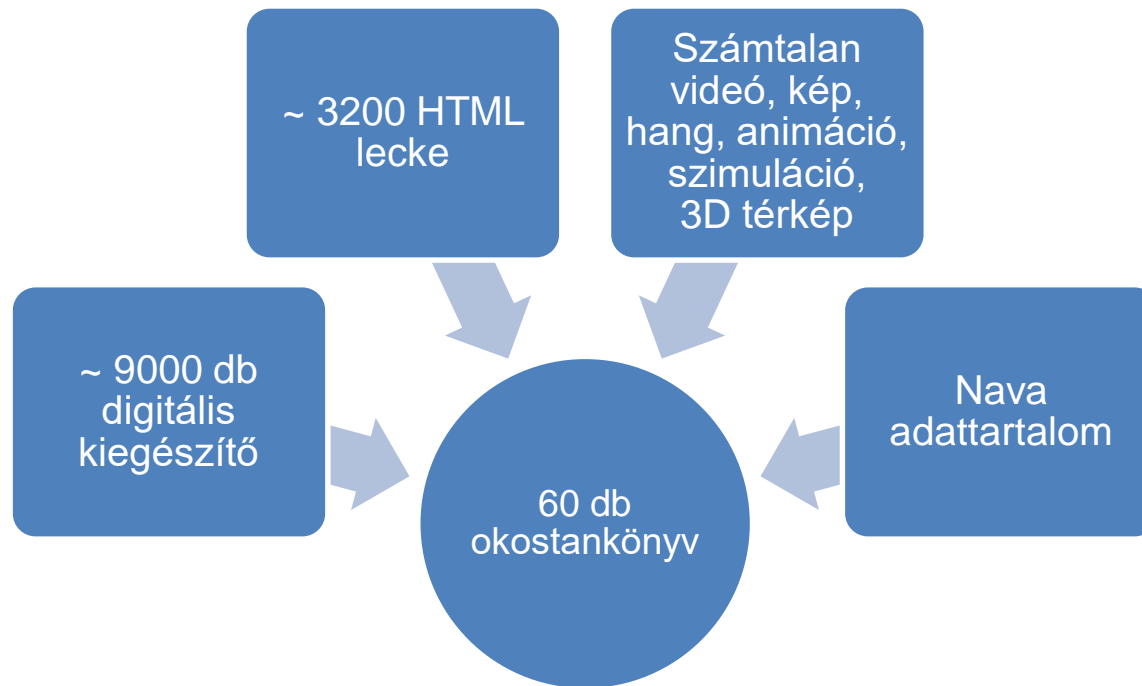 ~ 3200 HTML
lecke
Számtalan
videó, kép,
hang, animáció,
szimuláció,
3D térkép
~ 9000 db
digitális
kiegészítő
Nava
adattartalom
60 db
okostankönyv